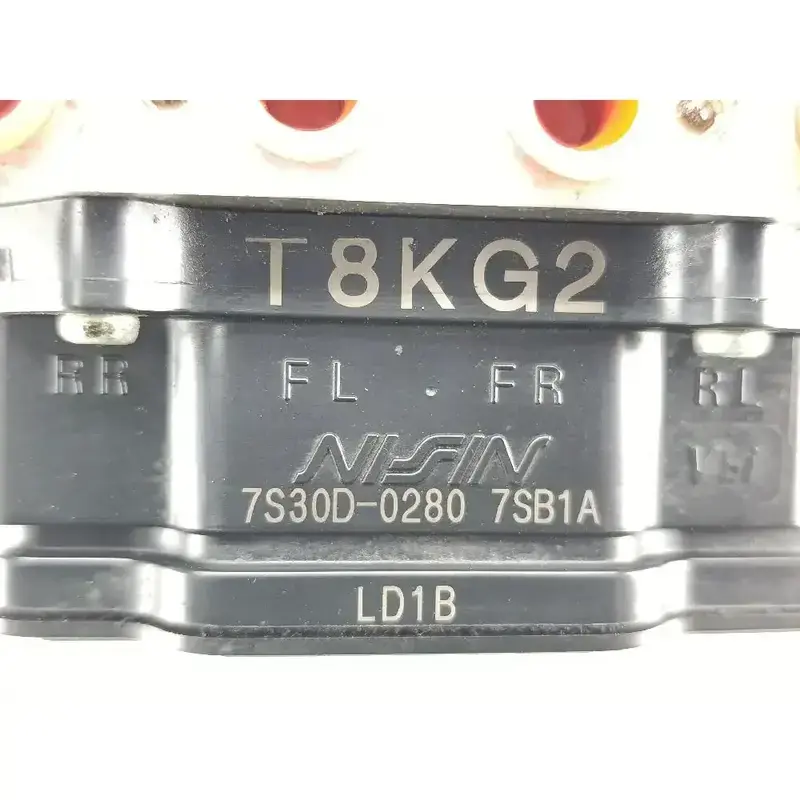 T8KG2
RR FL . FR RL
NISSIN
7S30D-0280 7SB1A
LD1B